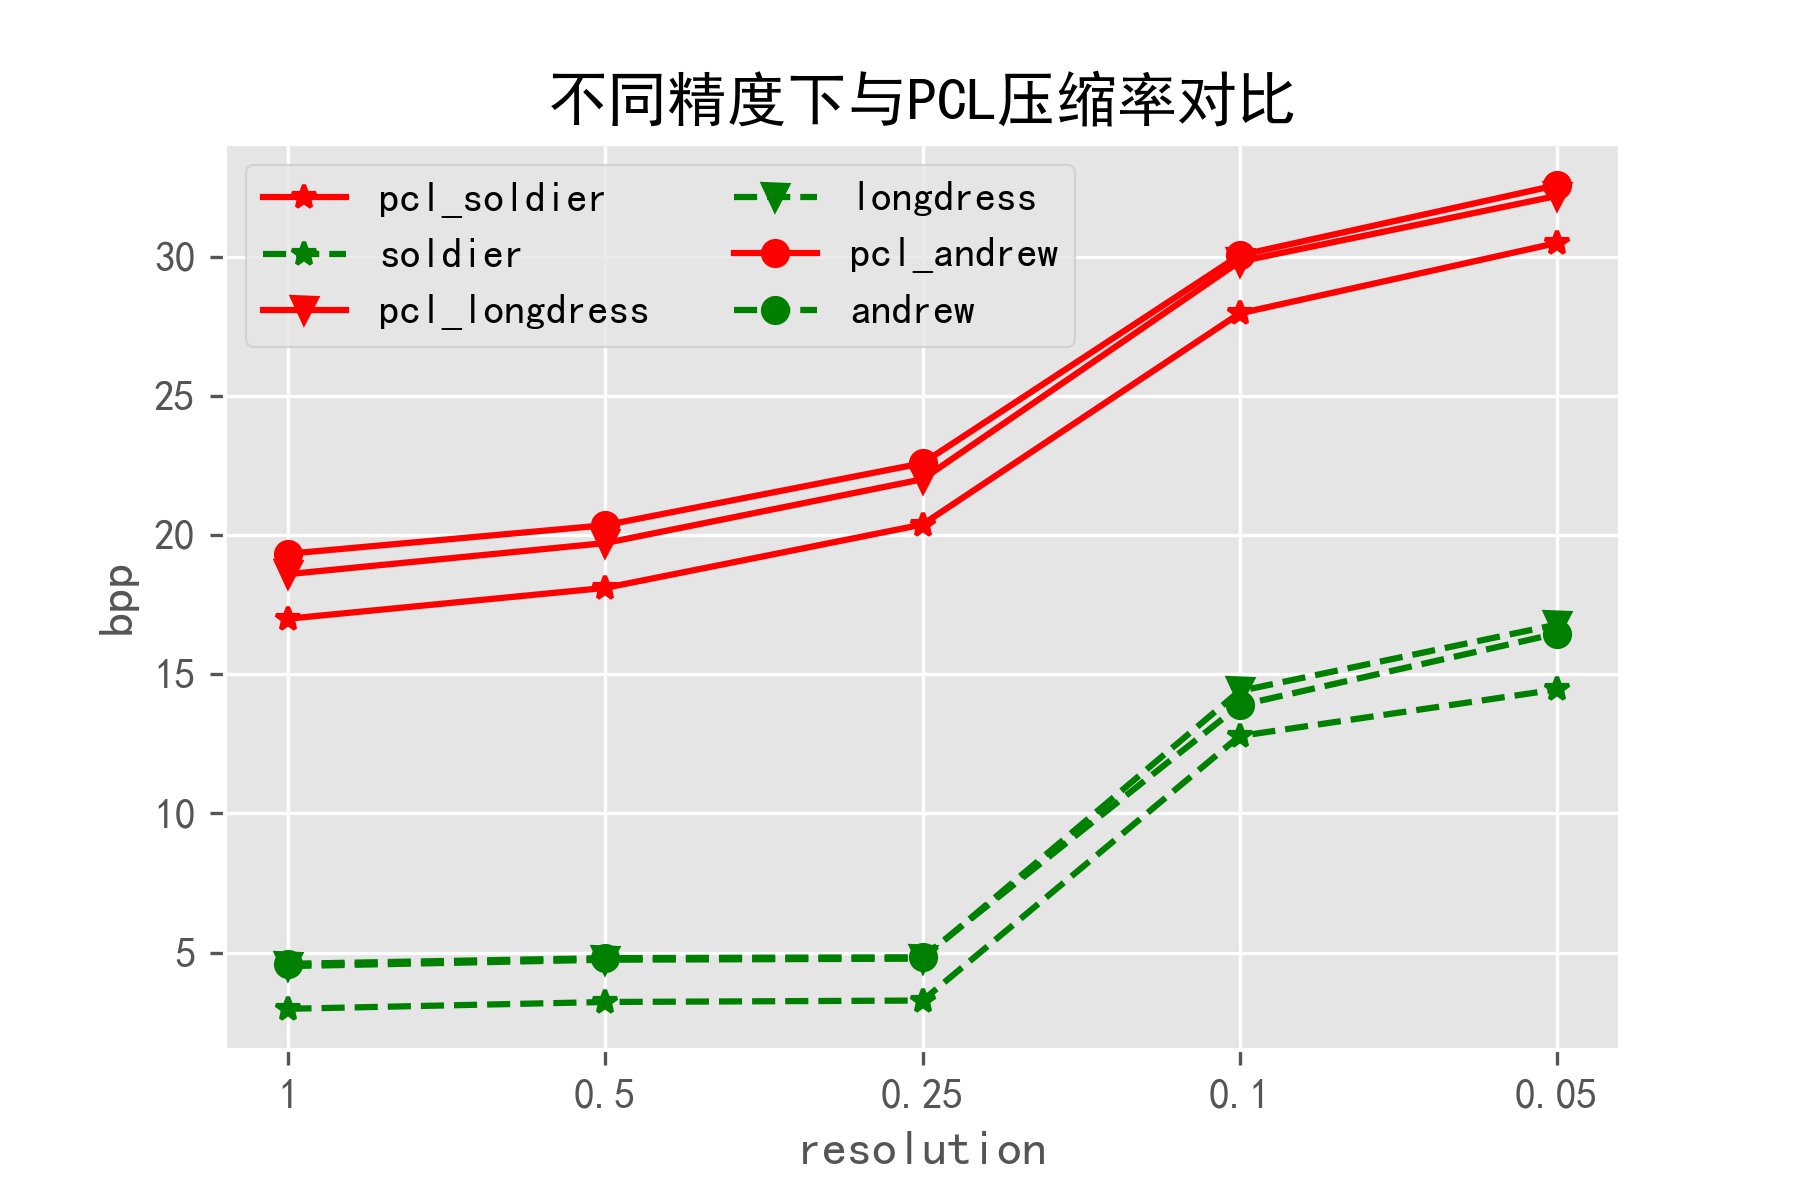 不同精度下与PCL压缩率对比
pcl_soldier
soldier
pcl_longdress
longdress
pcl_andrew
andrew
bpp
30
25
20
15
10
5
1 0.5 0.25 0.1 0.05
resolution